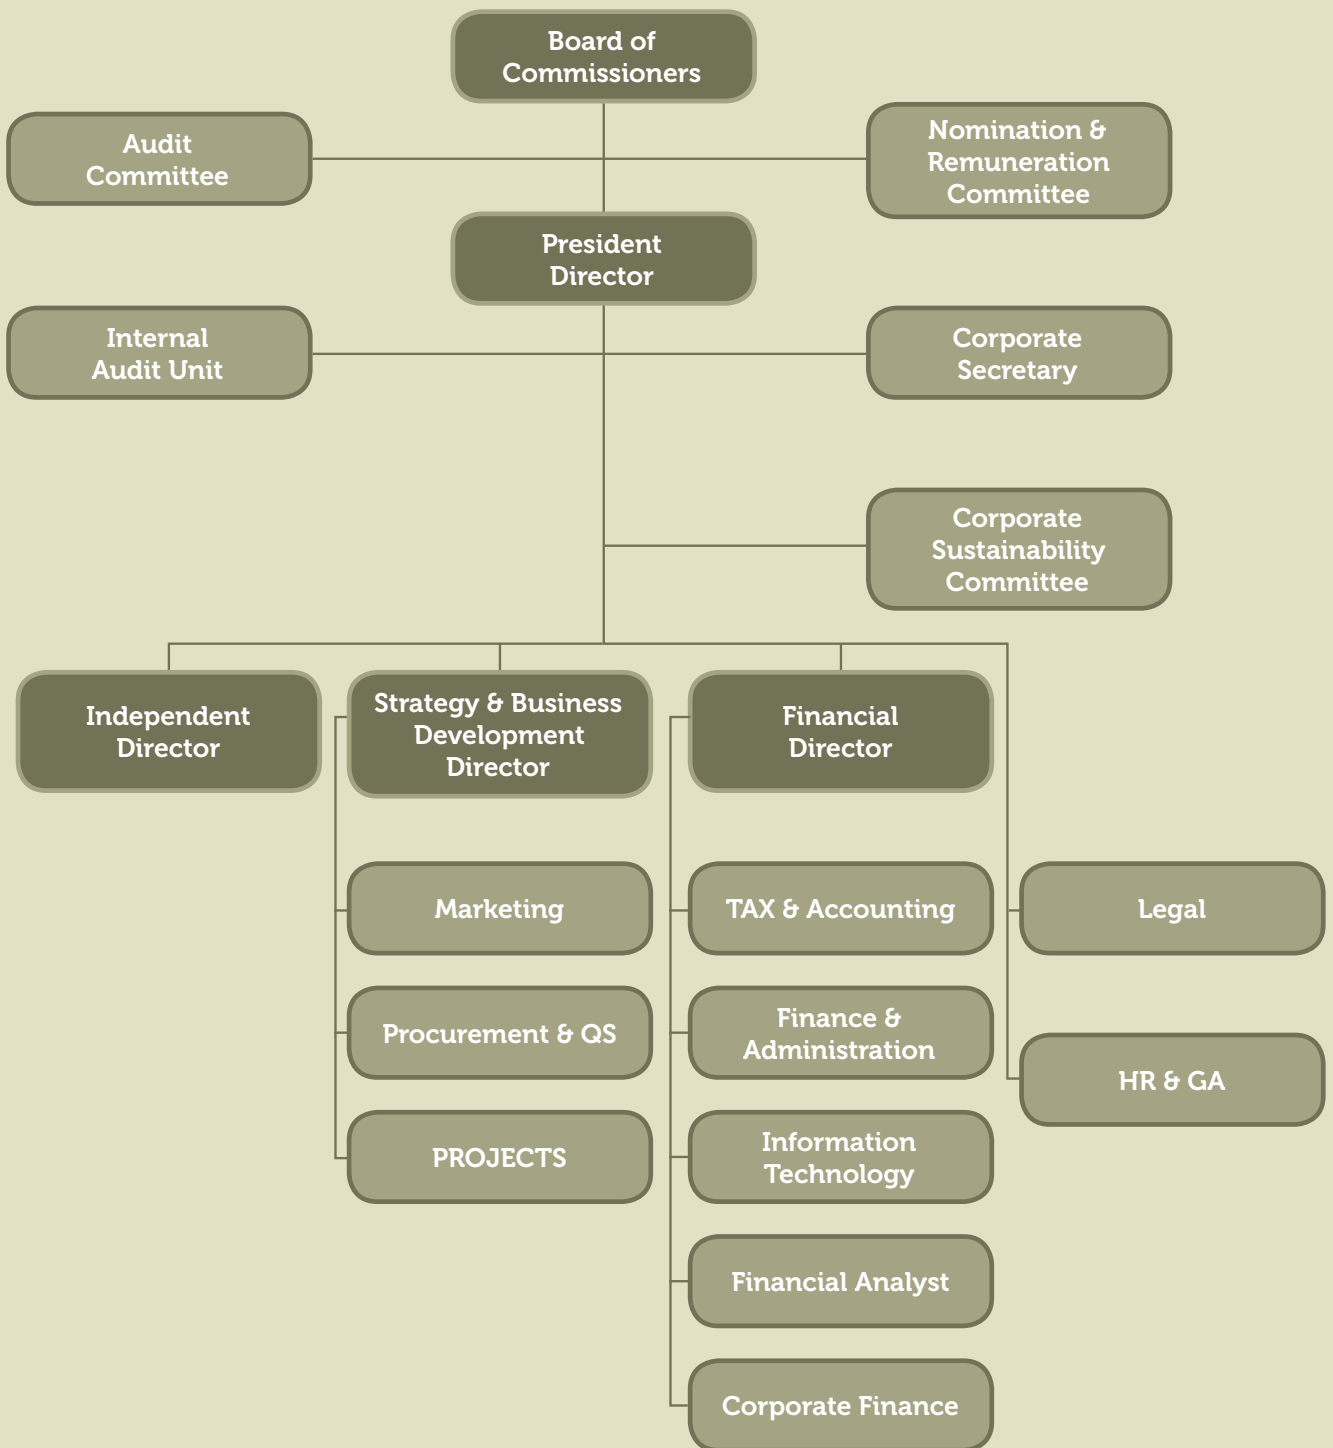 Board of
Commissioners
Audit
Committee
Nomination &
Remuneration
Committee
President
Director
Internal
Audit Unit
Corporate
Secretary
Corporate
Sustainability
Committee
Independent
Director
Strategy & Business
Development
Director
Financial
Director
Marketing
TAX & Accounting
Legal
Procurement & QS
Finance &
Administration
HR & GA
PROJECTS
Information
Technology
Financial Analyst
Corporate Finance